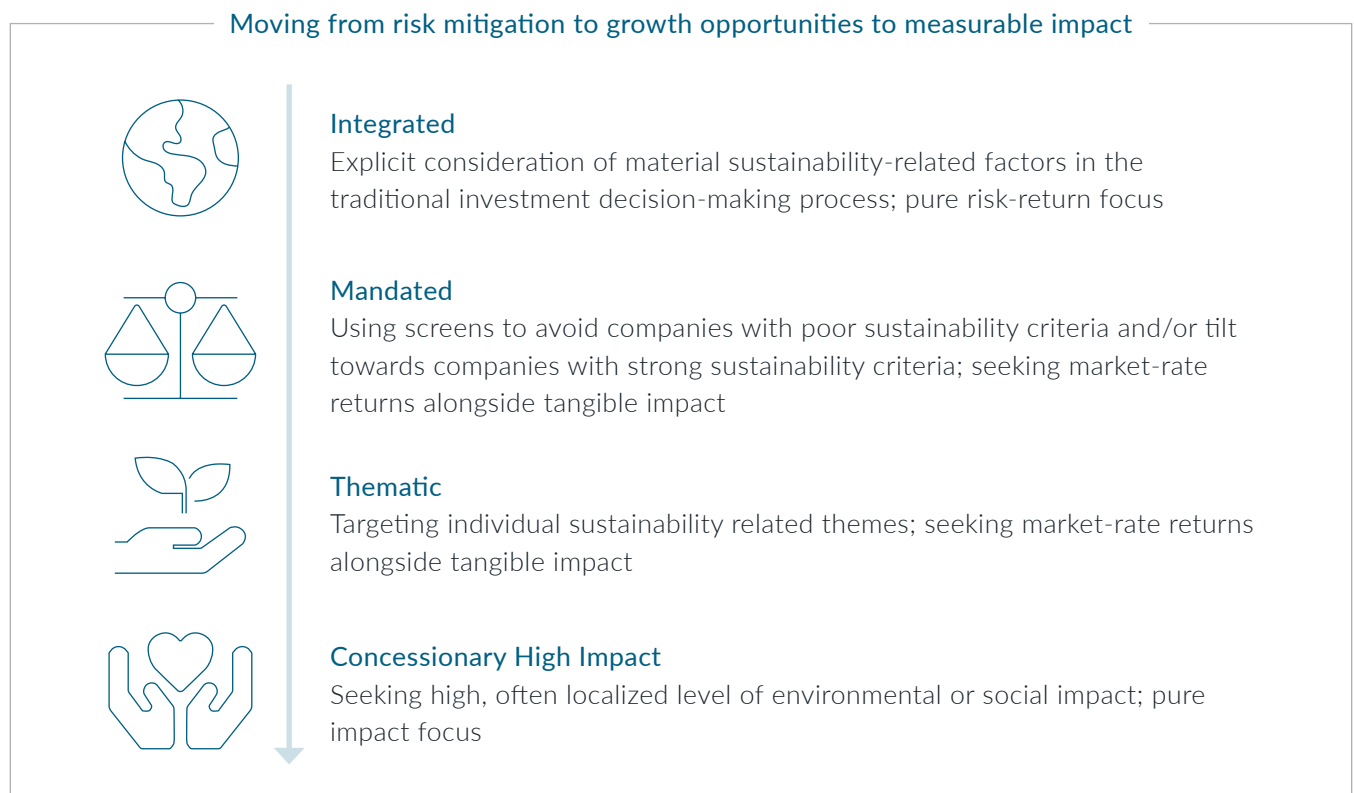 Moving from risk mitigation to growth opportunities to measurable impact
Integrated
Explicit consideration of material sustainability-related factors in the
traditional investment decision-making process; pure risk-return focus
Mandated
Using screens to avoid companies with poor sustainability criteria and/or tilt
towards companies with strong sustainability criteria; seeking market-rate
returns alongside tangible impact
Thematic
Targeting individual sustainability related themes; seeking market-rate returns
alongside tangible impact
Concessionary High Impact
Seeking high, often localized level of environmental or social impact; pure
impact focus